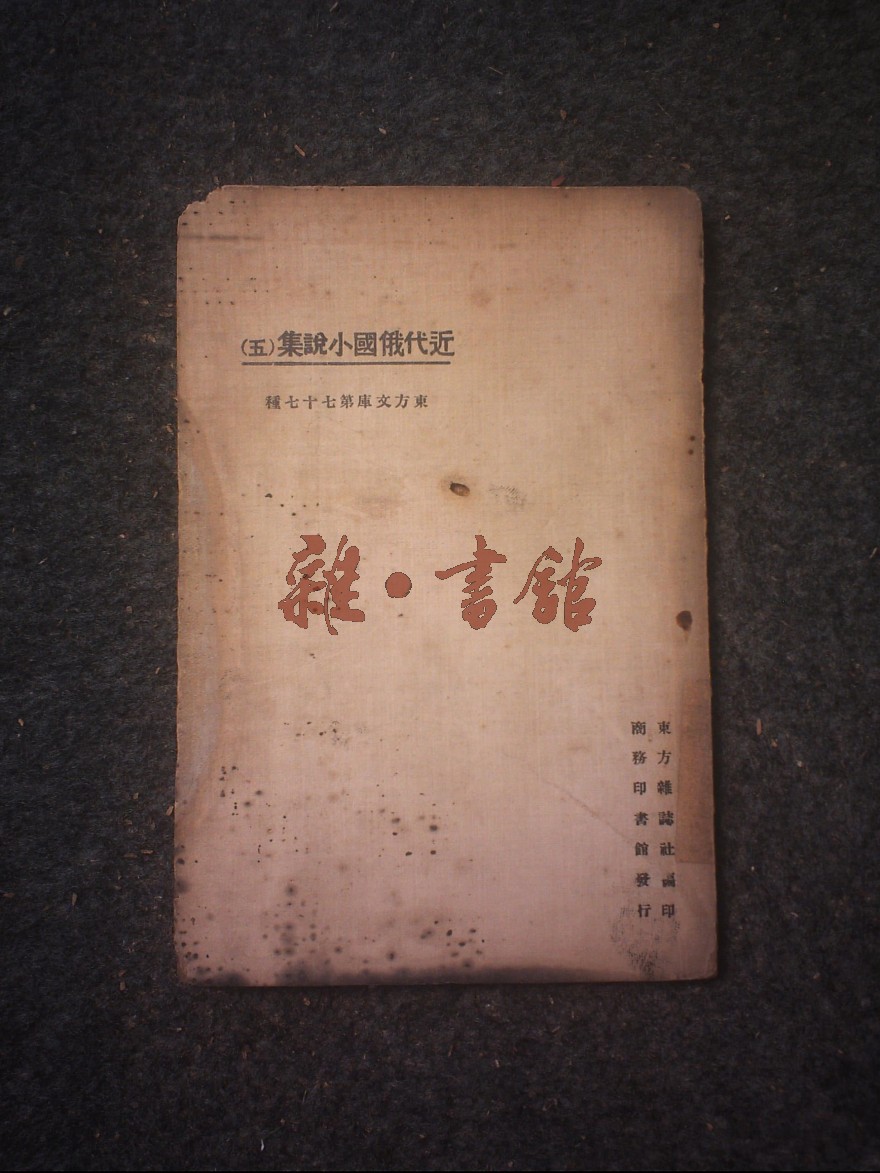 近代俄國小說集(五)
東方文庫第七十七種
雜·書館
東方雜誌社編印
商務印書館發行